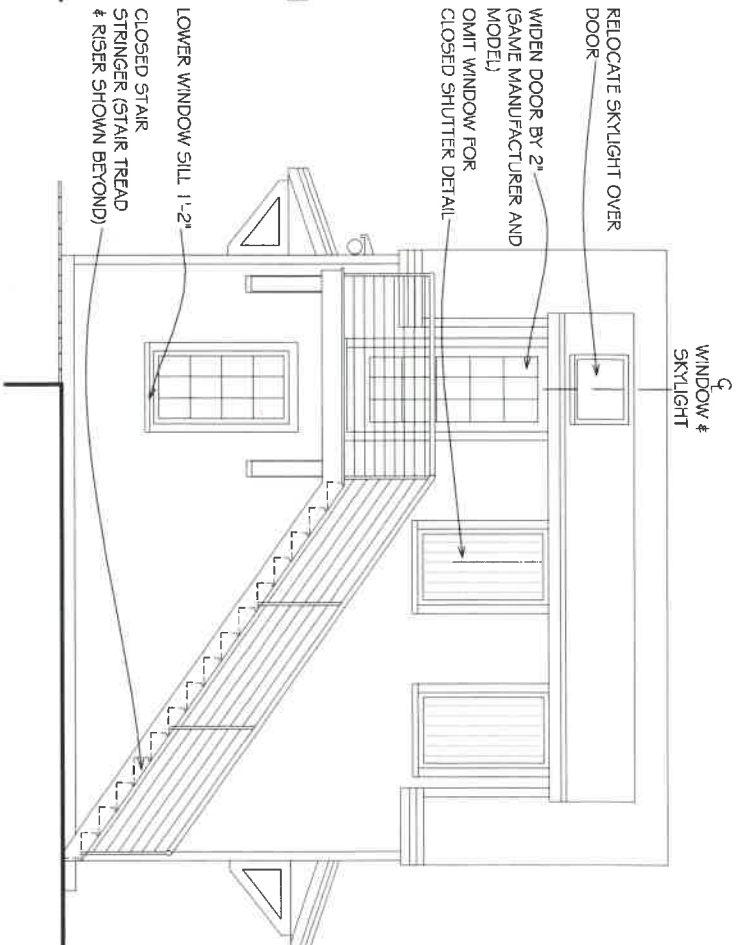 WINDOW &
SKYLIGHT
RELOCATE SKYLIGHT OVER
DOOR
WIDEN DOOR BY 2"
(SAME MANUFACTURER AND
MODEL)
OMIT WINDOW FOR
CLOSED SHUTTER DETAIL
LOWER WINDOW SILL 1'-2"
CLOSED STAIR
STRINGER (STAIR TREAD
& RISER SHOWN BEYOND)